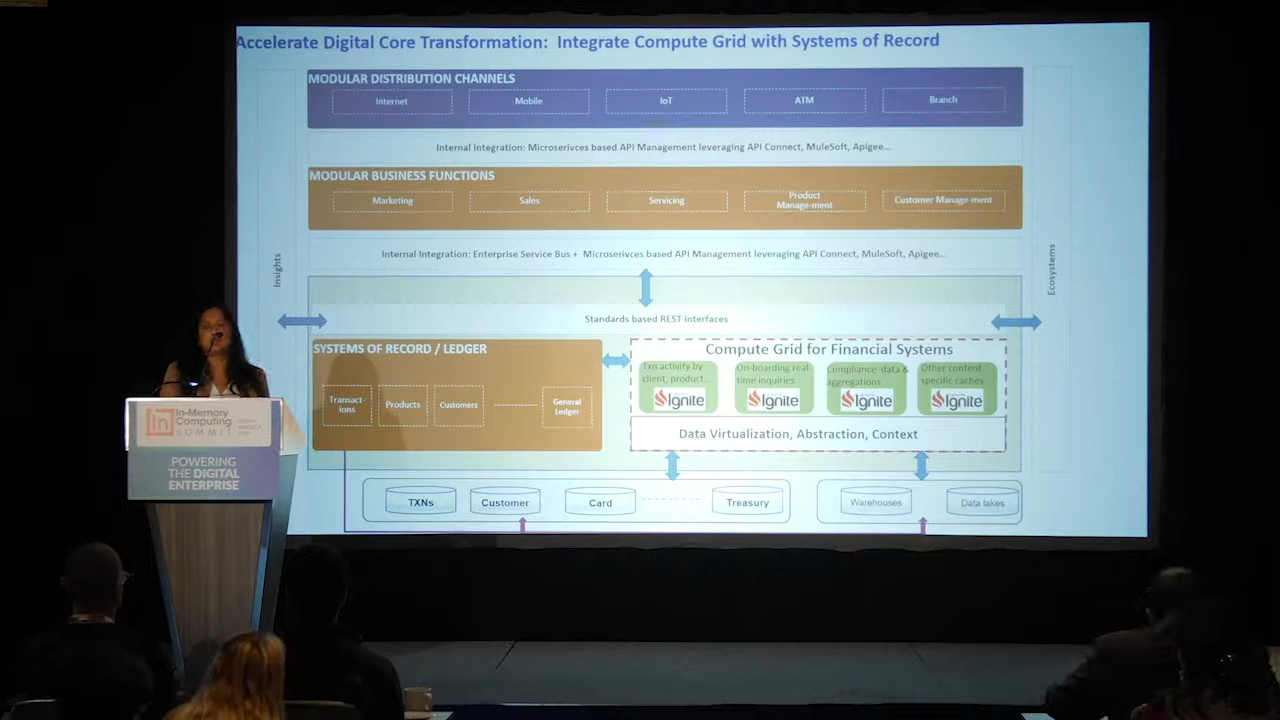 Accelerate Digital Core Transformation: Integrate Compute Grid with Systems of Record
MODULAR DISTRIBUTION CHANNELS
Internet
Mobile
IoT
ATM
Branch
Internal Integration: Microserivces based API Management leveraging API Connect, MuleSoft, Apigee...
MODULAR BUSINESS FUNCTIONS
Marketing
Sales
Servicing
Product
Manage-ment
Customer Manage-ment
Internal Integration: Enterprise Service Bus + Microserivces based API Management leveraging API Connect, MuleSoft, Apigee...
Insights
Ecosystems
Standards based REST Interfaces
SYSTEMS OF RECORD / LEDGER
Transact-
ions
Products
Customers
General
Ledger
Compute Grid for Financial Systems
Txn activity by
client, product...
Ignite
On-boarding real-
time inquiries
Ignite
Compliance data &
aggregations
Ignite
Other content
specific caches
Ignite
Data Virtualization, Abstraction, Context
TXNs
Customer
Card
Treasury
Warehouses
Data lakes
In-Memory
Computing
SUMMIT
POWERING
THE DIGITAL
ENTERPRISE